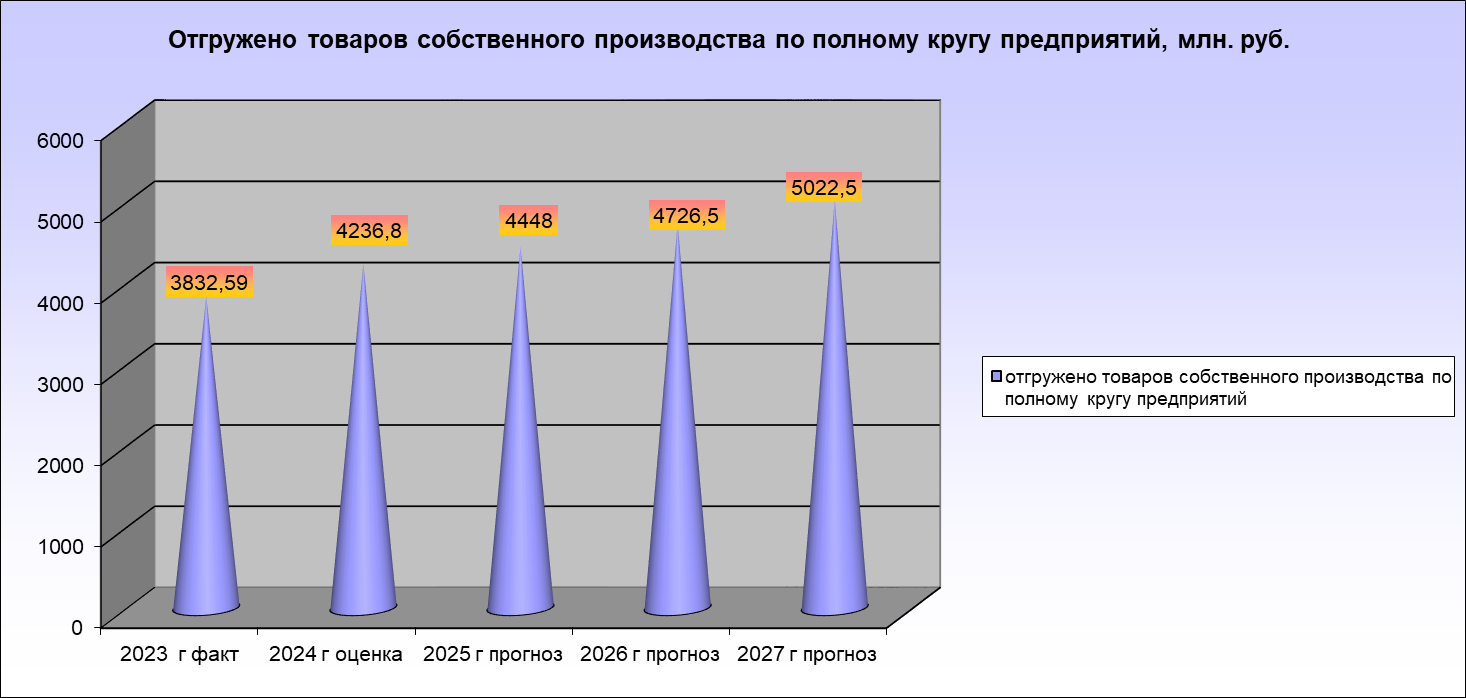 Отгружено товаров собственного производства по полному кругу предприятий, млн. руб.
6000
5000
4000
3000
2000
1000
0
3832,59
4236,8
4448
4726,5
5022,5
2023 г факт
2024 г оценка
2025 г прогноз
2026 г прогноз
2027 г прогноз
отгружено товаров собственного производства по
полному кругу предприятий